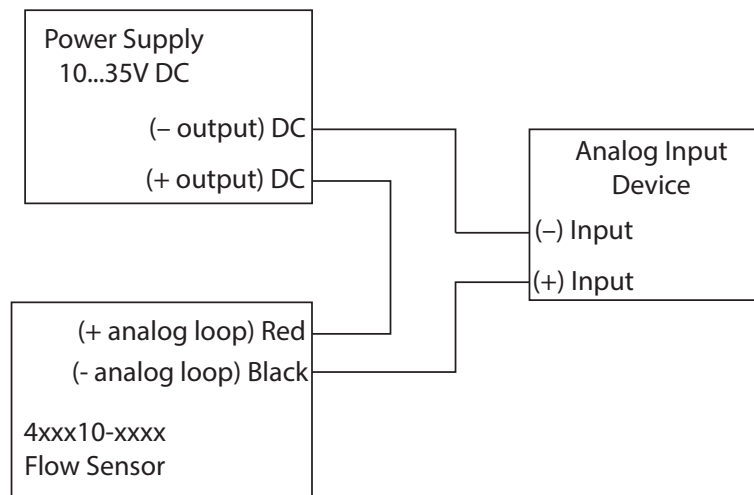 Power Supply
10...35V DC
(– output) DC
(+ output) DC
Analog Input
Device
(–) Input
(+) Input
(+ analog loop) Red
(- analog loop) Black
4xxx10-xxxx
Flow Sensor